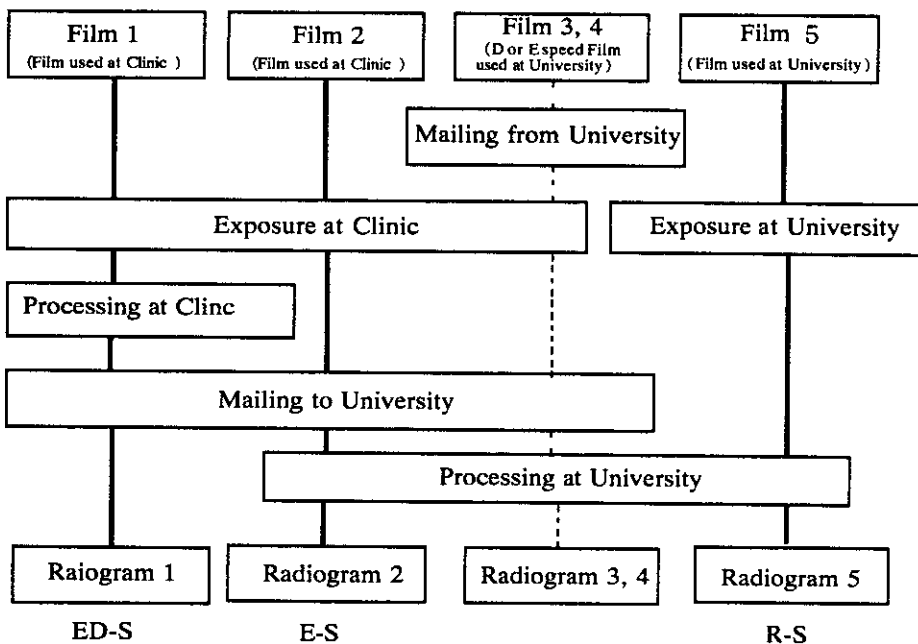 Film 1
(Film used at Clinic )
Film 2
(Film used at Clinic )
Film 3, 4
( D or E speed Film
used at University)
Film 5
(Film used at University)
Mailing from University
Exposure at Clinic
Exposure at University
Processing at Clinc
Mailing to University
Processing at University
Raiogram 1
Radiogram 2
Radiogram 3, 4
Radiogram 5
ED-S
E-S
R-S